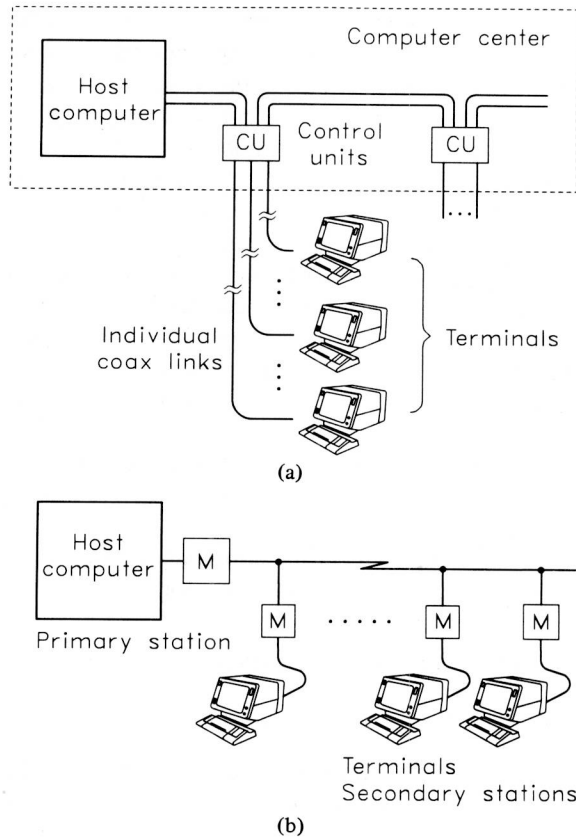 Computer center
Host
computer
CU
Control
units
CU
...
Individual
coax links
Terminals
(a)
Host
computer
M
Primary station
M
.....
M
M
Terminals
Secondary stations
(b)